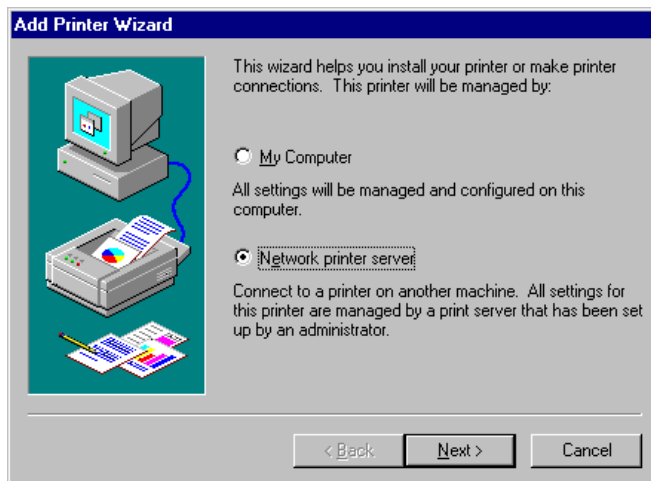 Add Printer Wizard
This wizard helps you install your printer or make printer
connections. This printer will be managed by:
My Computer
All settings will be managed and configured on this
computer.
Network printer server
Connect to a printer on another machine. All settings for
this printer are managed by a print server that has been set
up by an administrator.
< Back
Next >
Cancel